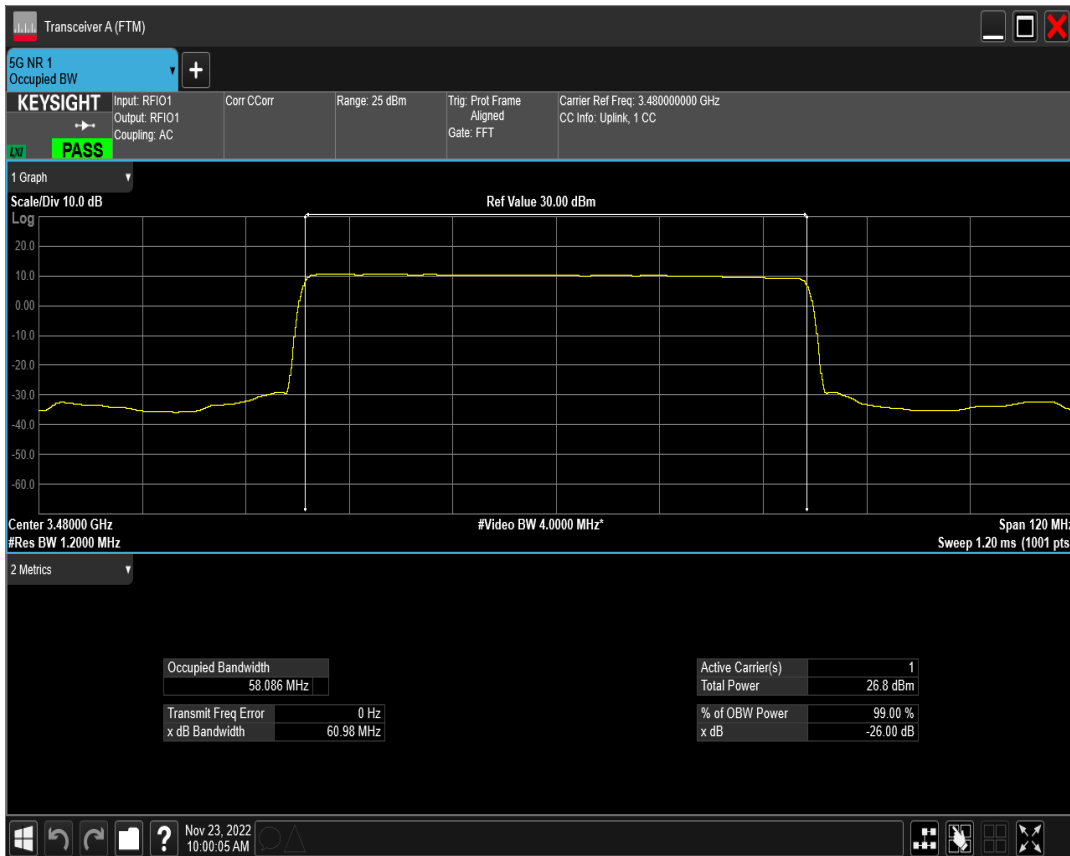 Transceiver A (FTM)
5G NR 1
Occupied BW
KEYSIGHT
LXI
PASS
Input: RFIO1
Output: RFIO1
Coupling: AC
Corr CCorr
Range: 25 dBm
Trig: Prot Frame
Aligned
Gate: FFT
Carrier Ref Freq: 3.480000000 GHz
CC Info: Uplink, 1 CC
1 Graph
Scale/Div 10.0 dB
Ref Value 30.00 dBm
Log
20.0
10.0
0.00
-10.0
-20.0
-30.0
-40.0
-50.0
-60.0
Center 3.48000 GHz
#Video BW 4.0000 MHz*
Span 120 MHz
#Res BW 1.2000 MHz
Sweep 1.20 ms (1001 pts
2 Metrics
Occupied Bandwidth
58.086 MHz
Transmit Freq Error 0 Hz
x dB Bandwidth 60.98 MHz
Active Carrier(s) 1
Total Power 26.8 dBm
% of OBW Power 99.00 %
x dB -26.00 dB
?
Nov 23, 2022
10:00:05 AM